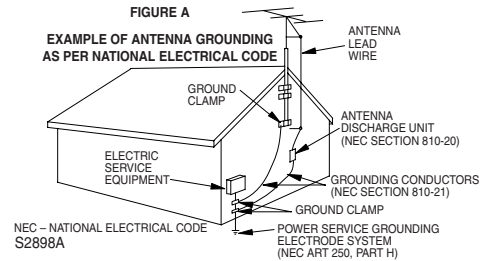 FIGURE A
EXAMPLE OF ANTENNA GROUNDING
AS PER NATIONAL ELECTRICAL CODE
ANTENNA
LEAD
WIRE
GROUND
CLAMP
ANTENNA
DISCHARGE UNIT
(NEC SECTION 810-20)
ELECTRIC
SERVICE
EQUIPMENT
GROUNDING CONDUCTORS
(NEC SECTION 810-21)
GROUND CLAMP
POWER SERVICE GROUNDING
ELECTRODE SYSTEM
(NEC ART 250, PART H)
NEC – NATIONAL ELECTRICAL CODE
S2898A